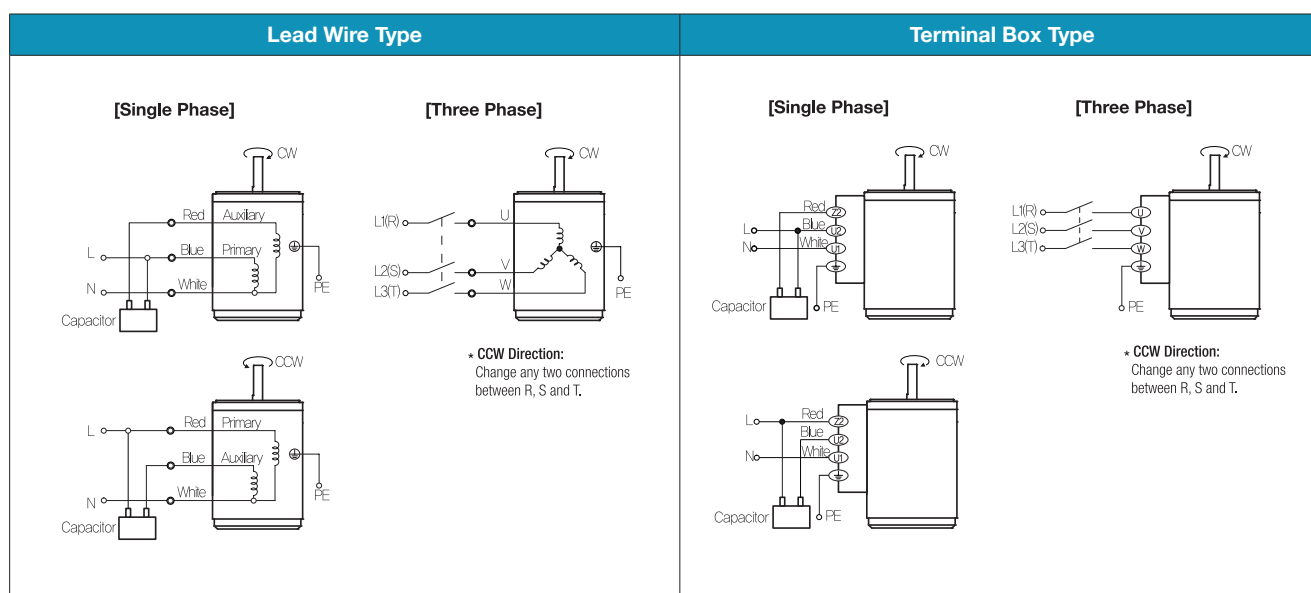 Lead Wire Type
Terminal Box Type
[Single Phase]
[Three Phase]
[Single Phase]
[Three Phase]
CW
Red
Auxiliary
L
Blue
Primary
N
White
PE
Capacitor
CW
L1(R)
U
L2(S)
V
L3(T)
W
PE
* CCW Direction:
Change any two connections
between R, S and T.
CCW
L
Red
Primary
Blue
Auxiliary
N
White
PE
Capacitor
CW
Red
Z2
L
Blue
U2
N
White
U1
Capacitor
PE
CW
L1(R)
U
L2(S)
V
L3(T)
W
PE
* CCW Direction:
Change any two connections
between R, S and T.
CCW
L
Red
Z2
Blue
U2
N
White
U1
Capacitor
PE